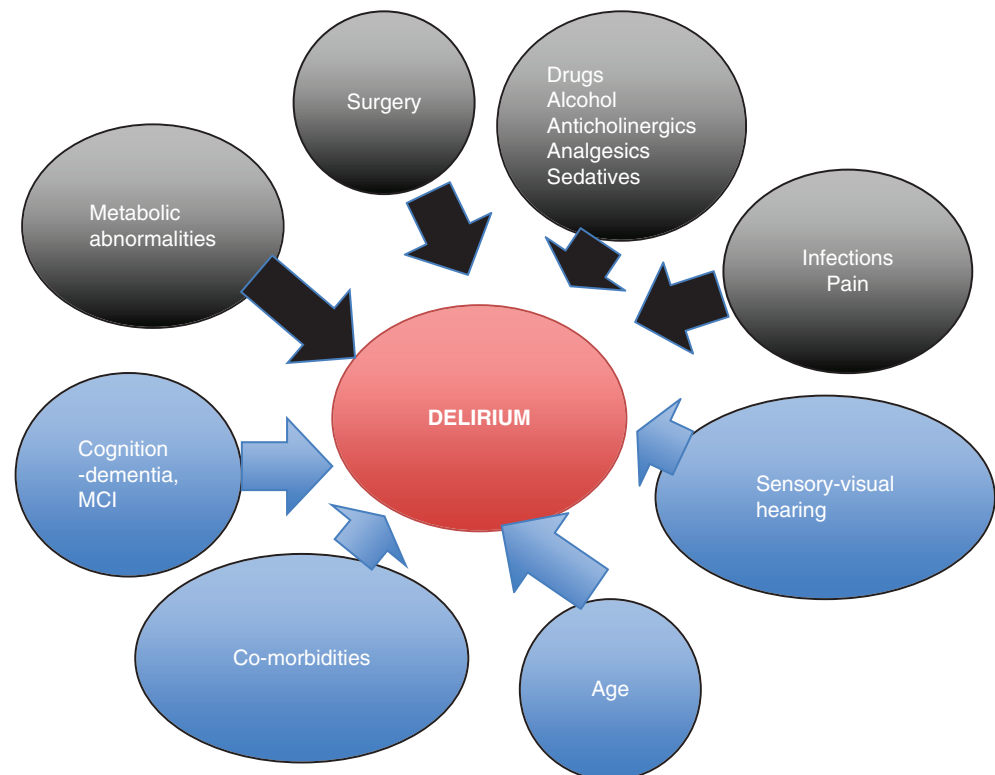 Surgery
Drugs
Alcohol
Anticholinergics
Analgesics
Sedatives
Metabolic
abnormalities
Infections
Pain
DELIRIUM
Cognition
-dementia,
MCI
Sensory-visual
hearing
Co-morbidities
Age